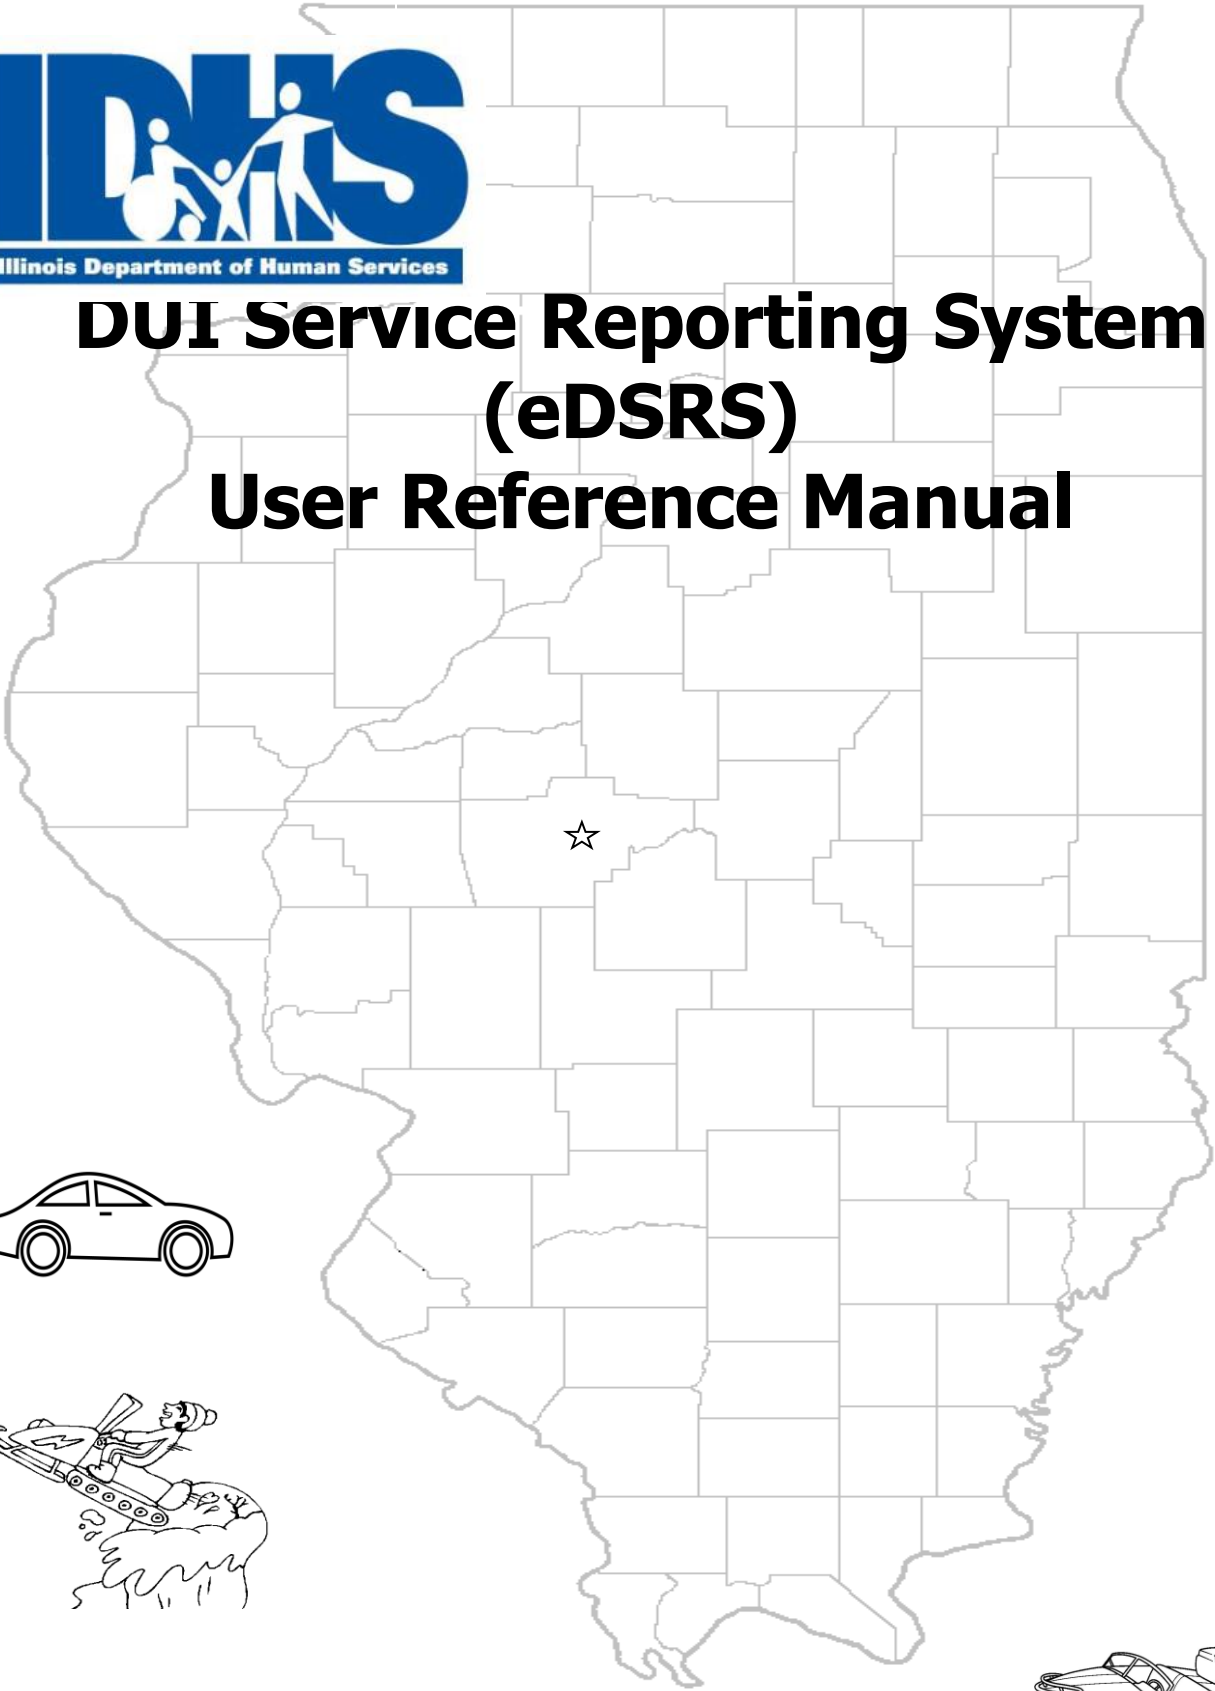 IDHS
Illinois Department of Human Services
DUI Service Reporting System
(eDSRS)
User Reference Manual